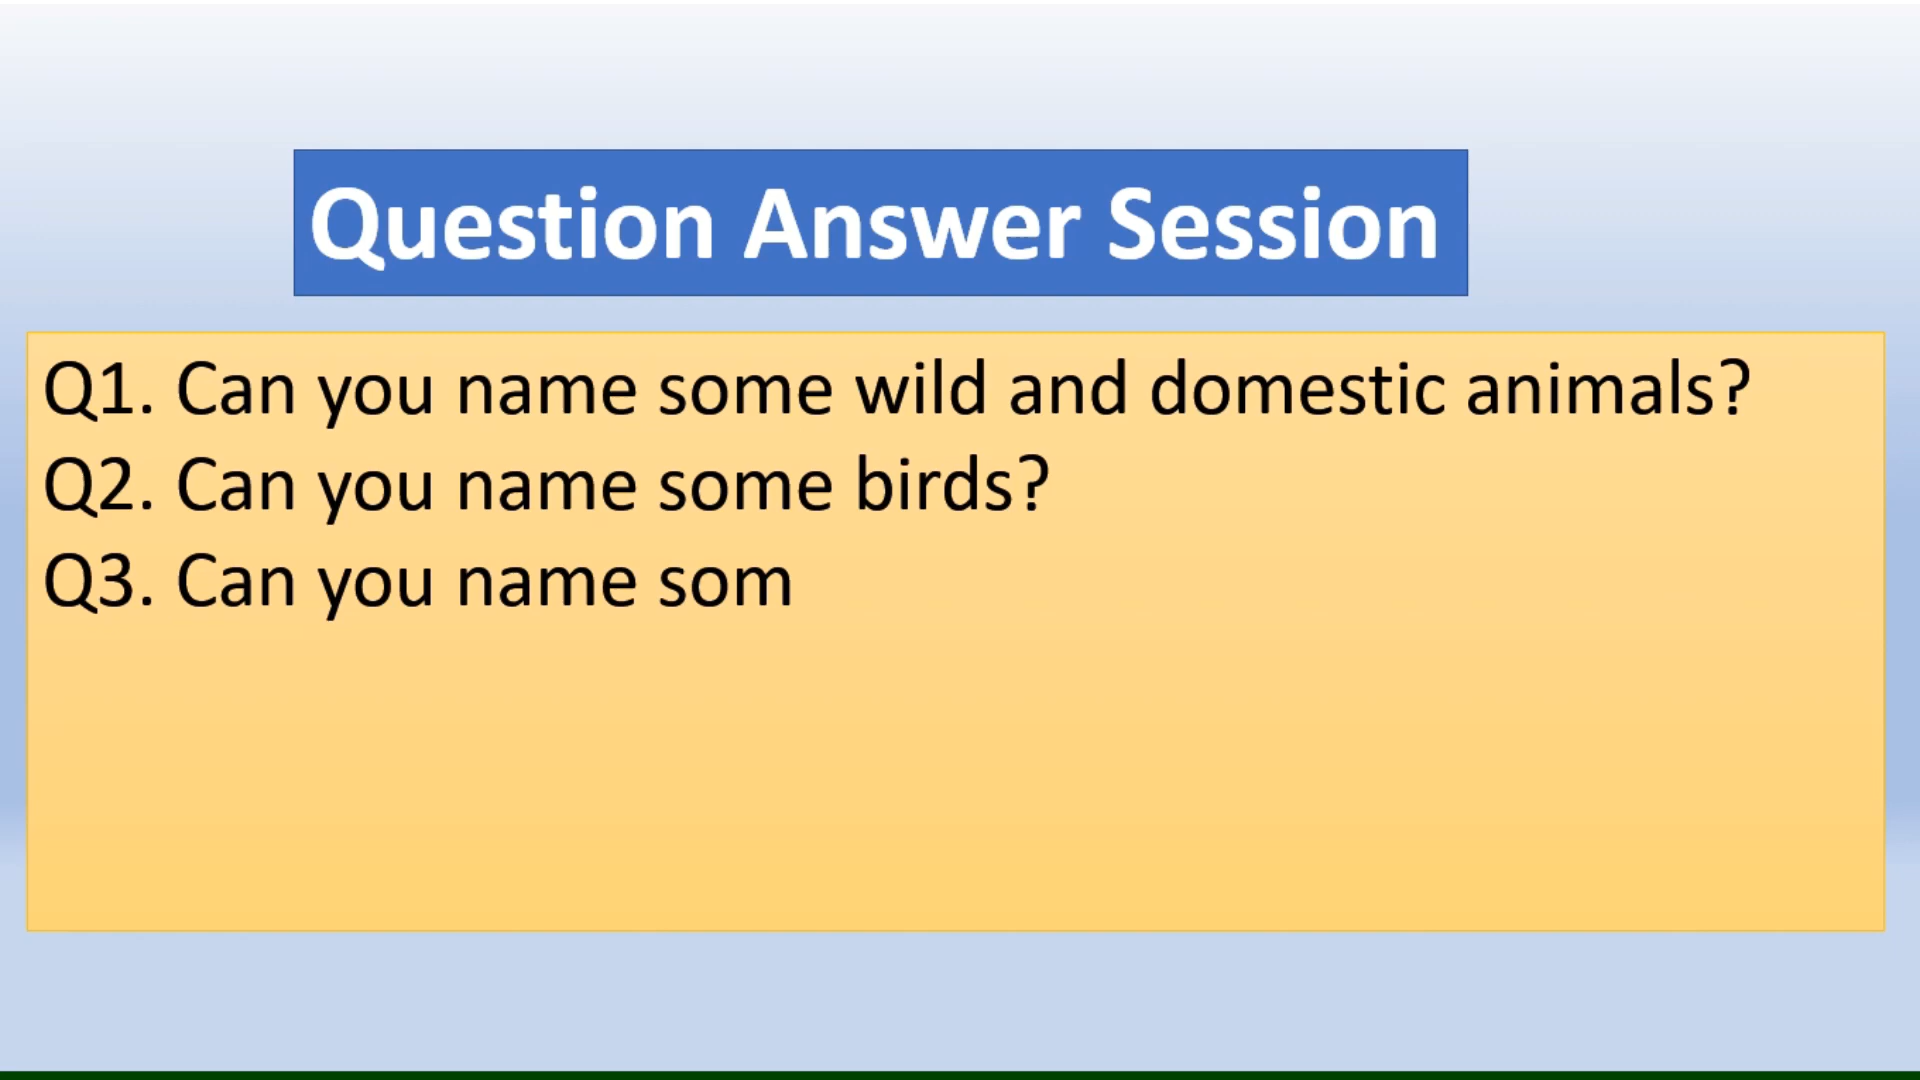 Question Answer Session
Q1. Can you name some wild and domestic animals?
Q2. Can you name some birds?
Q3. Can you name som